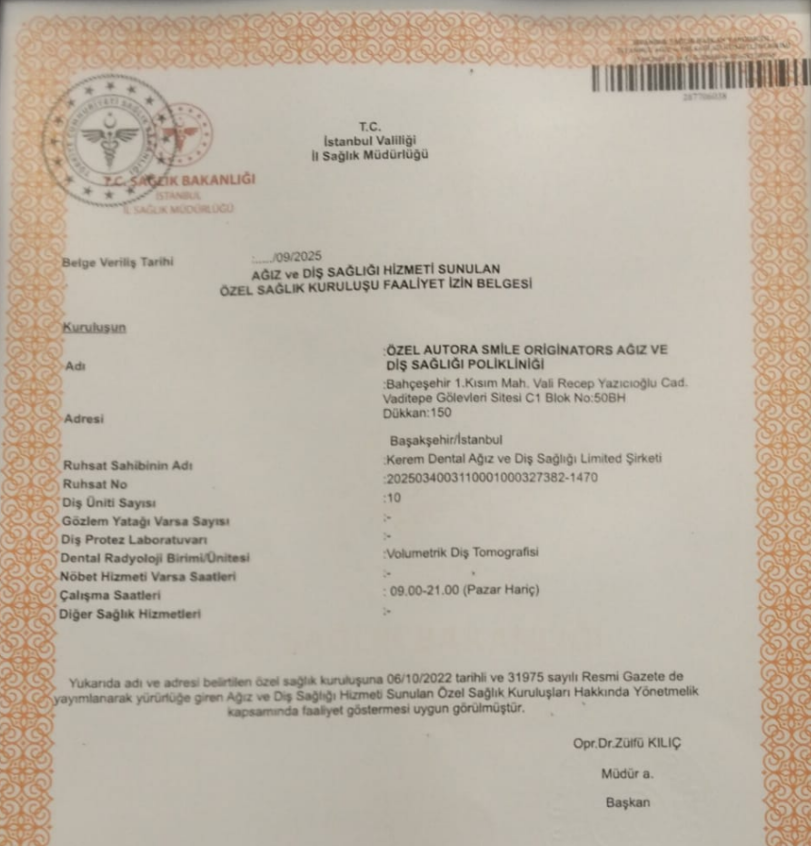 267706038
T.C.
İstanbul Valiliği
İl Sağlık Müdürlüğü
T.C. SAĞLIK BAKANLIĞI
İSTANBUL
İL SAĞLIK MÜDÜRLÜĞÜ
Belge Veriliş Tarihi :...../09/2025
AĞIZ ve DİŞ SAĞLIĞI HİZMETİ SUNULAN
ÖZEL SAĞLIK KURULUŞU FAALİYET İZİN BELGESİ
Kuruluşun
Adı :ÖZEL AUTORA SMILE ORIGINATORS AĞIZ VE
DİŞ SAĞLIĞI POLİKLİNİĞİ
Adresi :Bahçeşehir 1.Kısım Mah. Vali Recep Yazıcıoğlu Cad.
Vaditepe Gölevleri Sitesi C1 Blok No:50BH
Dükkan:150
Başakşehir/İstanbul
Ruhsat Sahibinin Adı :Kerem Dental Ağız ve Diş Sağlığı Limited Şirketi
Ruhsat No :2025034003110001000327382-1470
Diş Üniti Sayısı :10
Gözlem Yatağı Varsa Sayısı :-
Diş Protez Laboratuvarı :-
Dental Radyoloji Birimi/Ünitesi :Volumetrik Diş Tomografisi
Nöbet Hizmeti Varsa Saatleri :-
Çalışma Saatleri : 09.00-21.00 (Pazar Hariç)
Diğer Sağlık Hizmetleri :-
Yukarıda adı ve adresi belirtilen özel sağlık kuruluşuna 06/10/2022 tarihli ve 31975 sayılı Resmi Gazete de
yayımlanarak yürürlüğe giren Ağız ve Diş Sağlığı Hizmeti Sunulan Özel Sağlık Kuruluşları Hakkında Yönetmelik
kapsamında faaliyet göstermesi uygun görülmüştür.
Opr.Dr.Zülfü KILIÇ
Müdür a.
Başkan